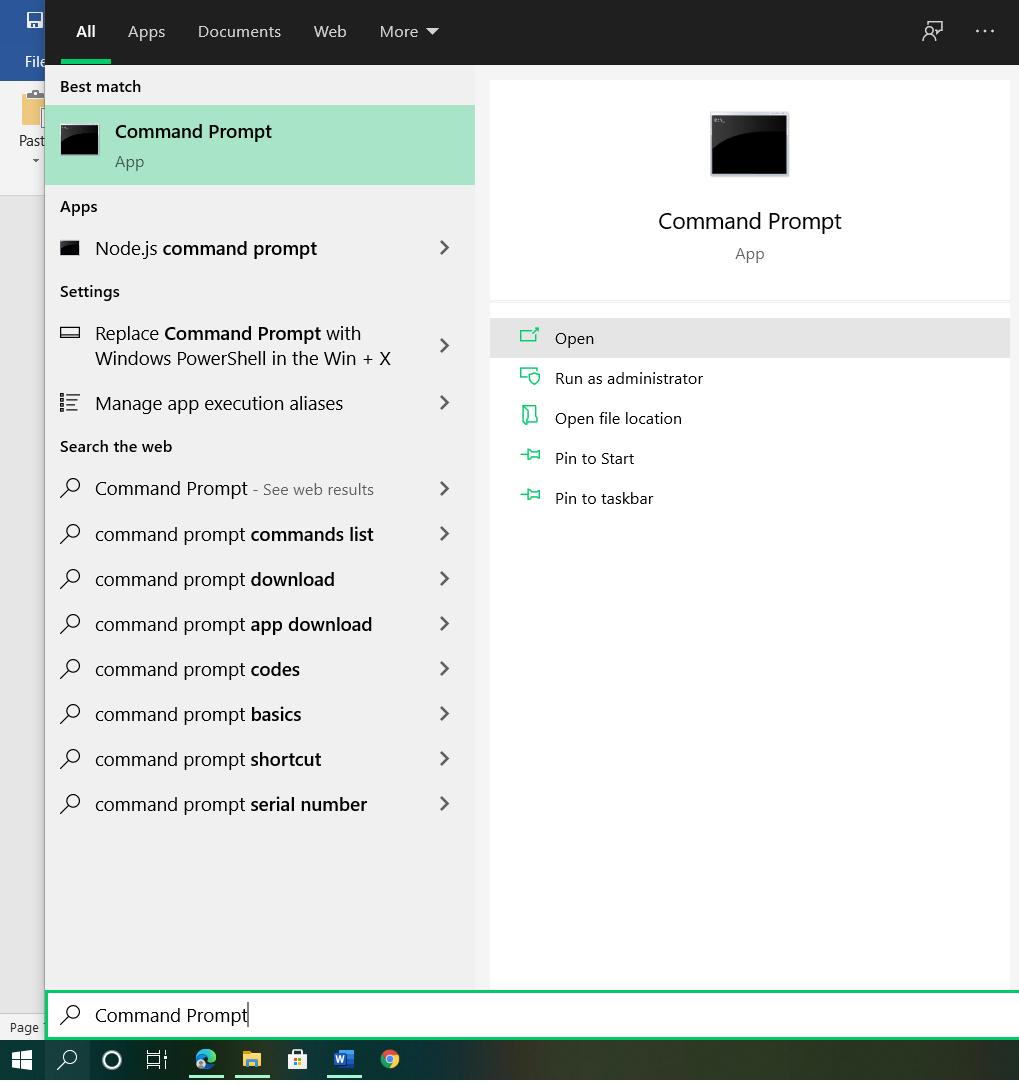 All Apps Documents Web More
File
Paste
Best match
Command Prompt
App
Apps
Node.js command prompt
Settings
Replace Command Prompt with
Windows PowerShell in the Win + X
Manage app execution aliases
Search the web
Command Prompt - See web results
command prompt commands list
command prompt download
command prompt app download
command prompt codes
command prompt basics
command prompt shortcut
command prompt serial number
Command Prompt
App
Open
Run as administrator
Open file location
Pin to Start
Pin to taskbar
Page
Command Prompt